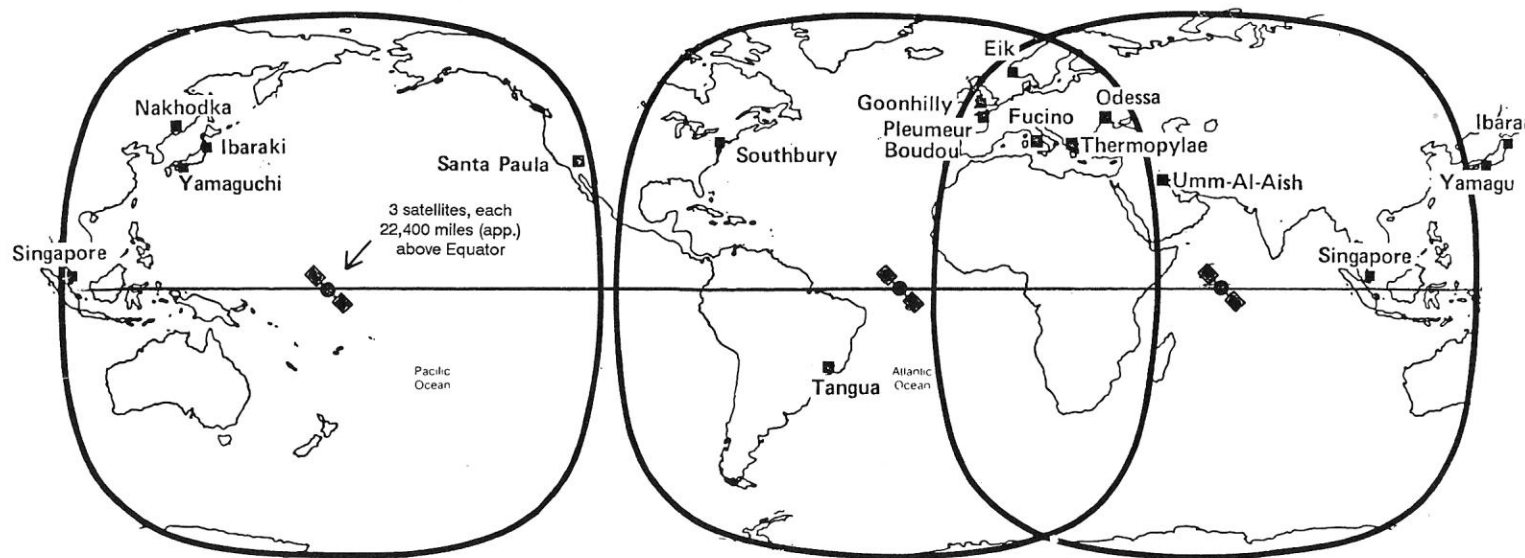 Eik
Nakhodka
Goonhilly
Odessa
Ibaraki
Fucino
Ibara
Southbury
Pleumeur
Boudou
Thermopylae
Santa Paula
Yamaguchi
Umm-Al-Aish
Yamagu
3 satellites, each
22,400 miles (app.)
above Equator
Singapore
Singapore
Pacific
Ocean
Tangua
Atlantic
Ocean